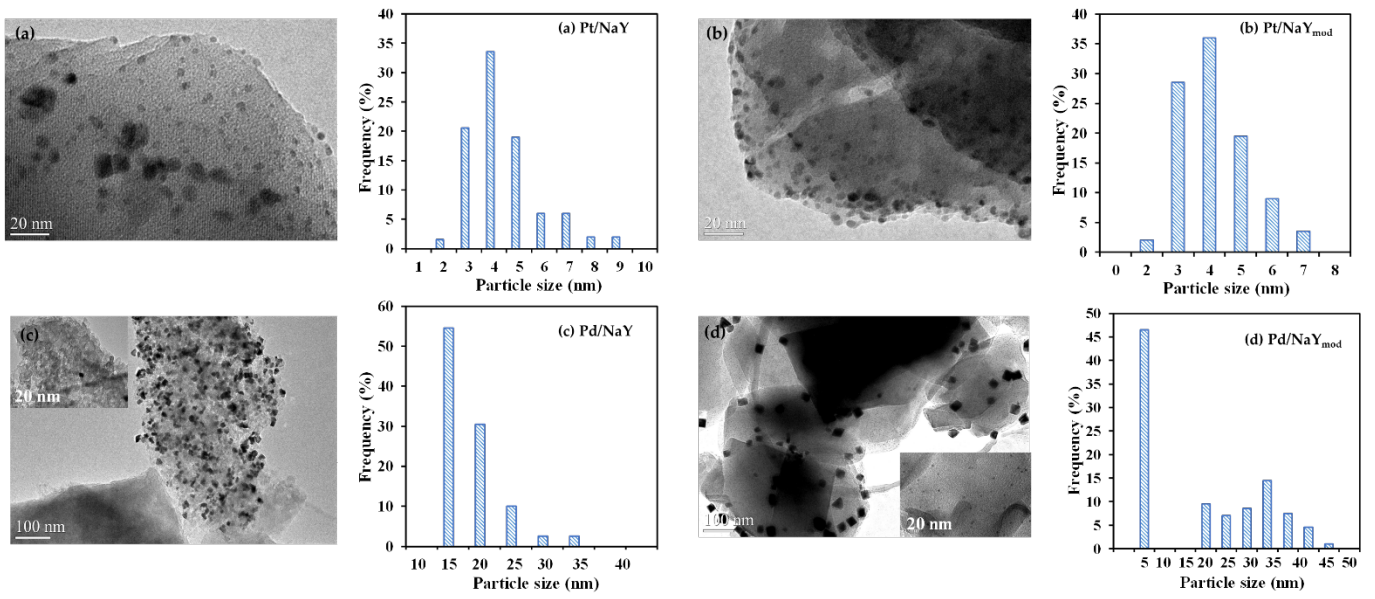 (a)
20 nm
(a) Pt/NaY
Frequency (%)
40
35
30
25
20
15
10
5
0
1 2 3 4 5 6 7 8 9 10
Particle size (nm)
(b)
20 nm
(b) Pt/NaYmod
Frequency (%)
40
35
30
25
20
15
10
5
0
0 2 3 4 5 6 7 8
Particle size (nm)
(c)
20 nm
100 nm
(c) Pd/NaY
Frequency (%)
60
50
40
30
20
10
0
10 15 20 25 30 35 40
Particle size (nm)
(d)
100 nm
20 nm
(d) Pd/NaYmod
Frequency (%)
50
45
40
35
30
25
20
15
10
5
0
5 10 15 20 25 30 35 40 45 50
Particle size (nm)